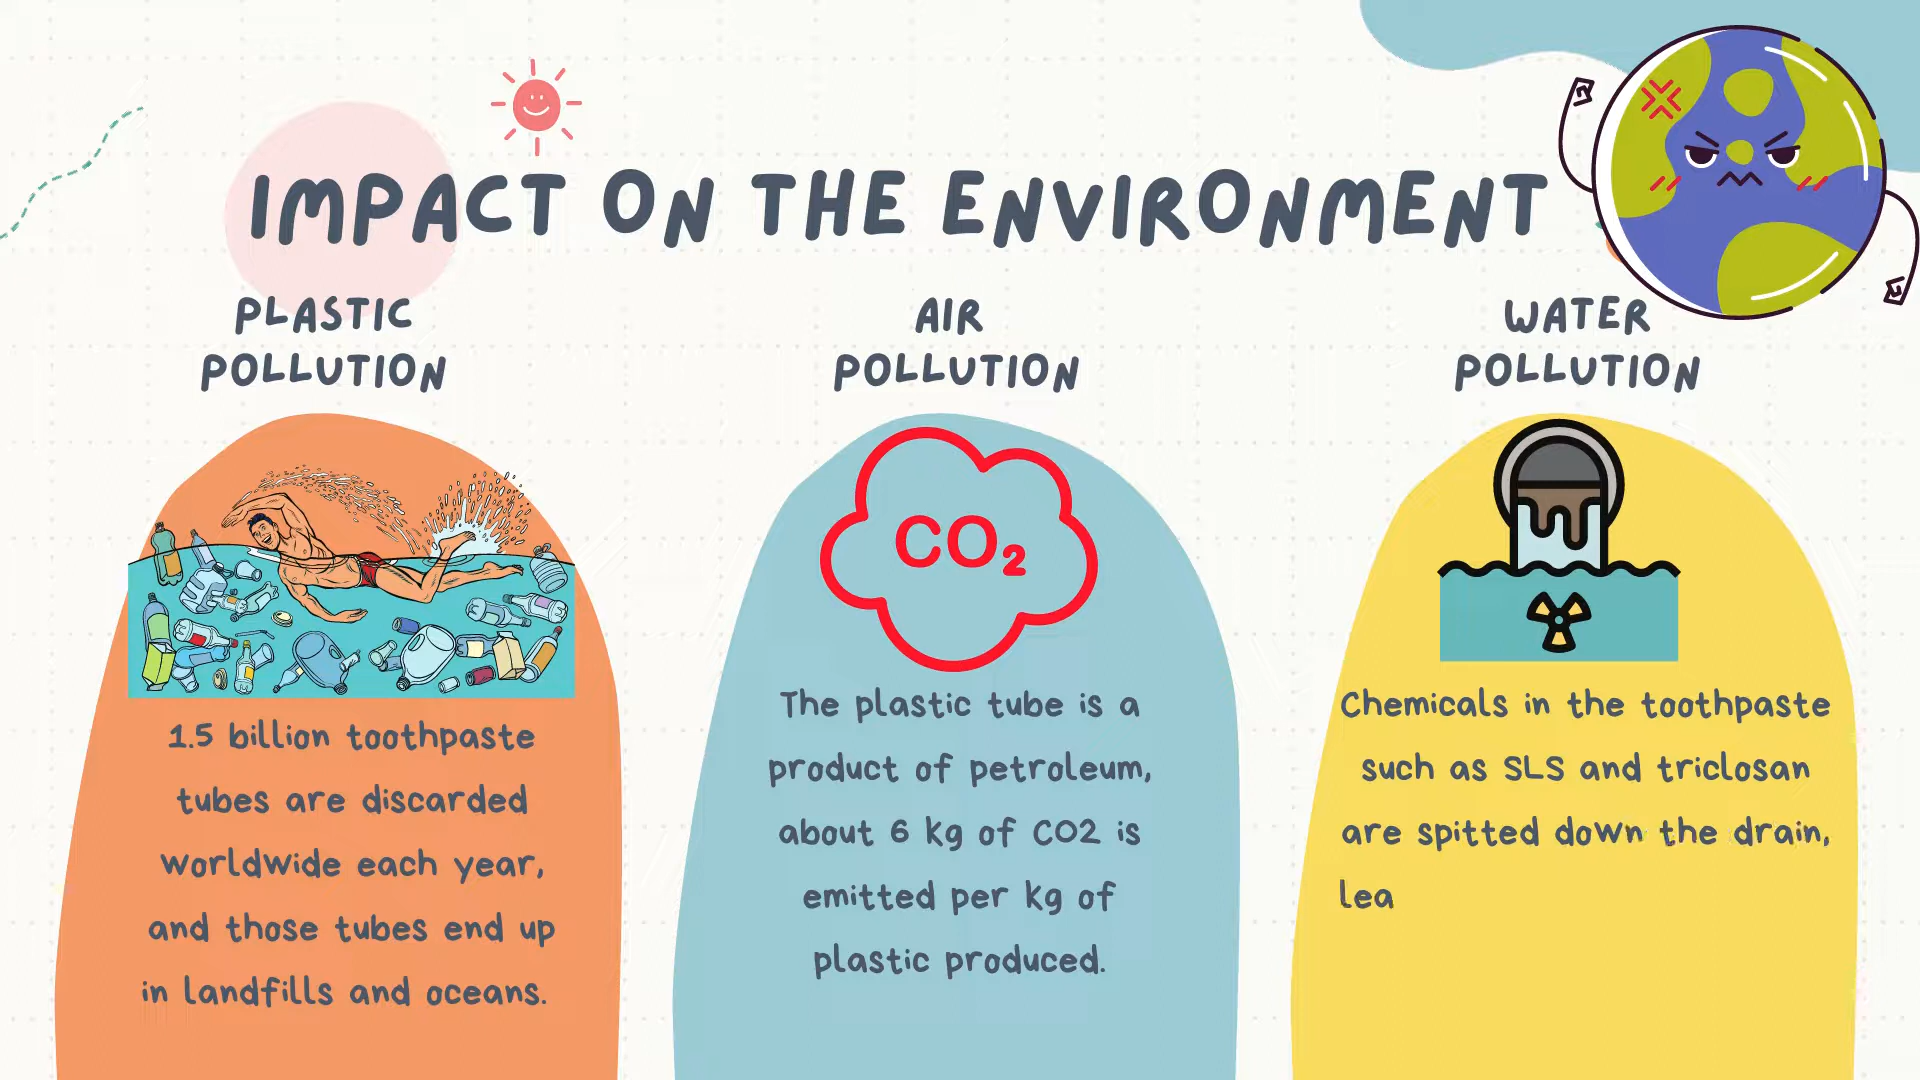 IMPACT ON THE ENVIRONMENT
PLASTIC
POLLUTION
1.5 billion toothpaste
tubes are discarded
worldwide each year,
and those tubes end up
in landfills and oceans.
AIR
POLLUTION
CO₂
The plastic tube is a
product of petroleum,
about 6 kg of CO2 is
emitted per kg of
plastic produced.
WATER
POLLUTION
Chemicals in the toothpaste
such as SLS and triclosan
are spitted down the drain,
lea